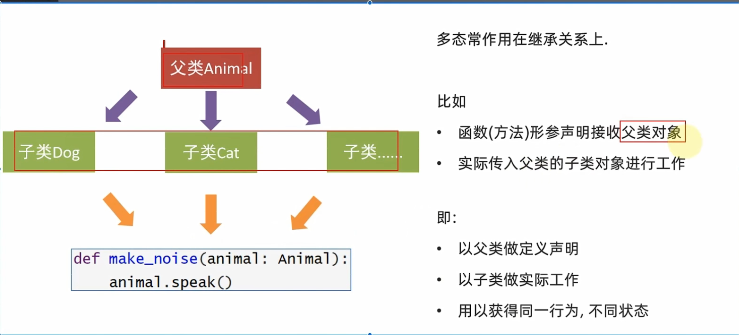 父类Animal
子类Dog
子类Cat
子类......
def make_noise(animal: Animal):
    animal.speak()
多态常作用在继承关系上.
比如
• 函数(方法)形参声明接收父类对象
• 实际传入父类的子类对象进行工作
即：
• 以父类做定义声明
• 以子类做实际工作
• 用以获得同一行为, 不同状态